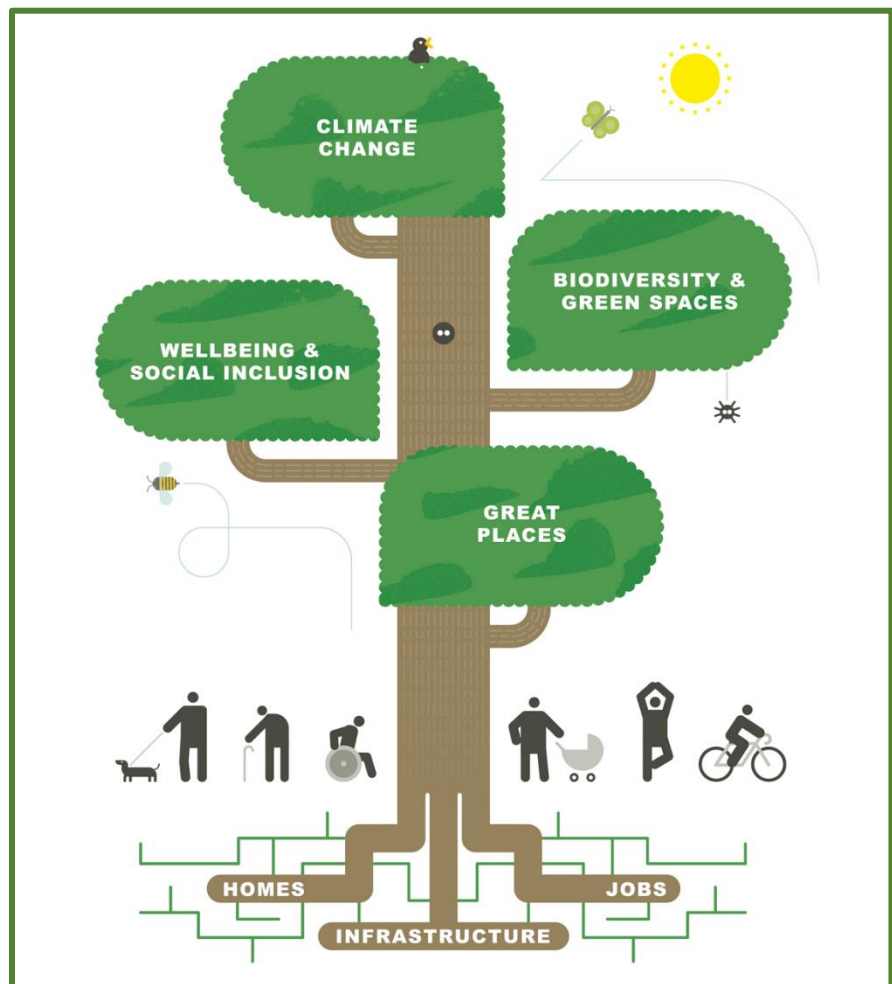 CLIMATE
CHANGE
BIODIVERSITY &
GREEN SPACES
WELLBEING &
SOCIAL INCLUSION
GREAT
PLACES
HOMES
JOBS
INFRASTRUCTURE